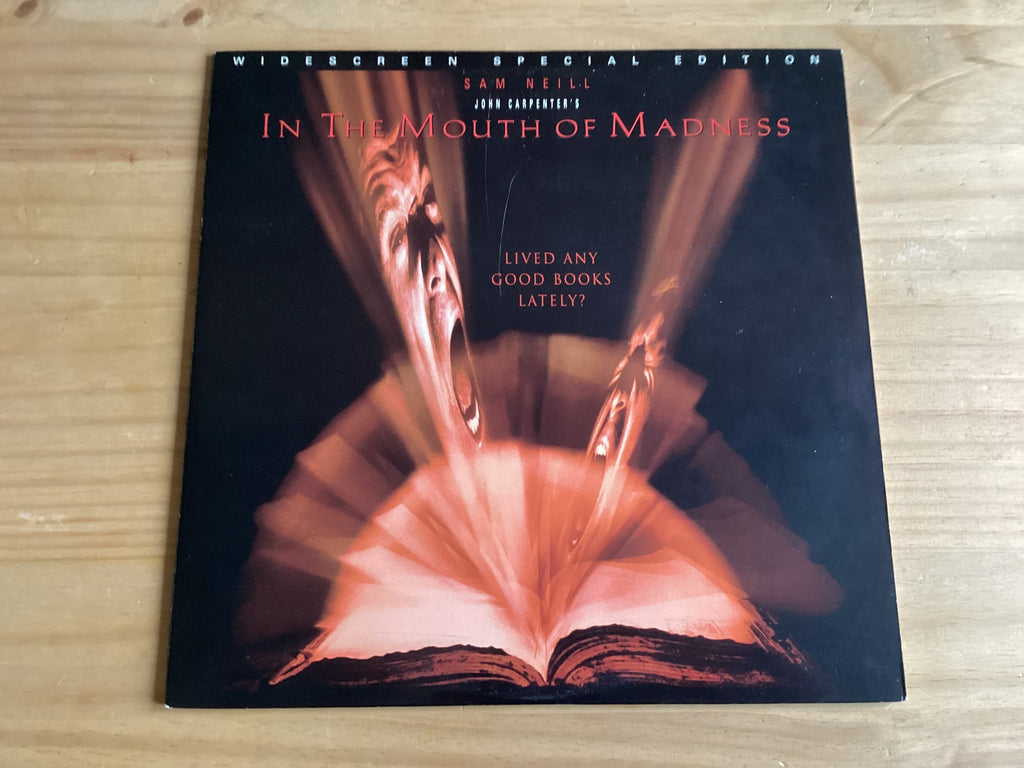 WIDESCREEN SPECIAL EDITION
SAM NEILL
JOHN CARPENTER'S
IN THE MOUTH OF MADNESS
LIVED ANY
GOOD BOOKS
LATELY?